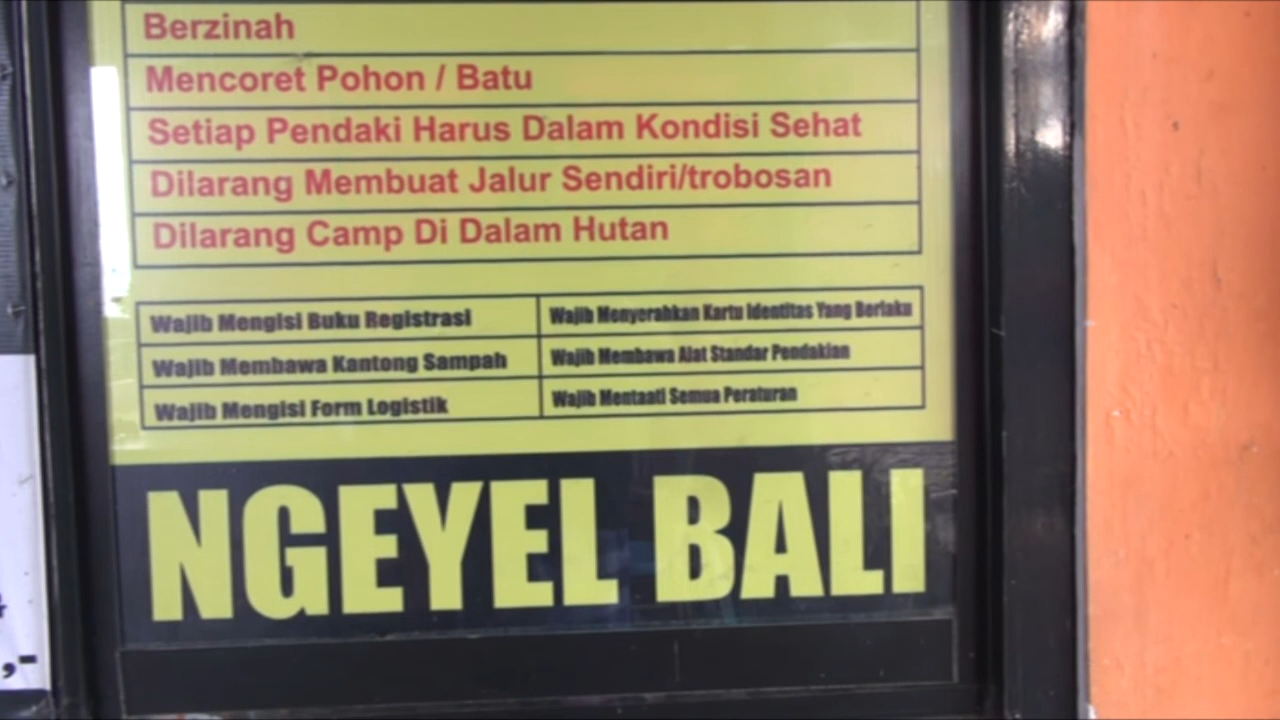 Berzinah
Mencoret Pohon / Batu
Setiap Pendaki Harus Dalam Kondisi Sehat
Dilarang Membuat Jalur Sendiri/trobosan
Dilarang Camp Di Dalam Hutan
Wajib Mengisi Buku Registrasi
Wajib Menyerahkan Kartu Identitas Yang Berlaku
Wajib Membawa Kantong Sampah
Wajib Membawa Alat Standar Pendakian
Wajib Mengisi Form Logistik
Wajib Mentaati Semua Peraturan
NGEYEL BALI
,-